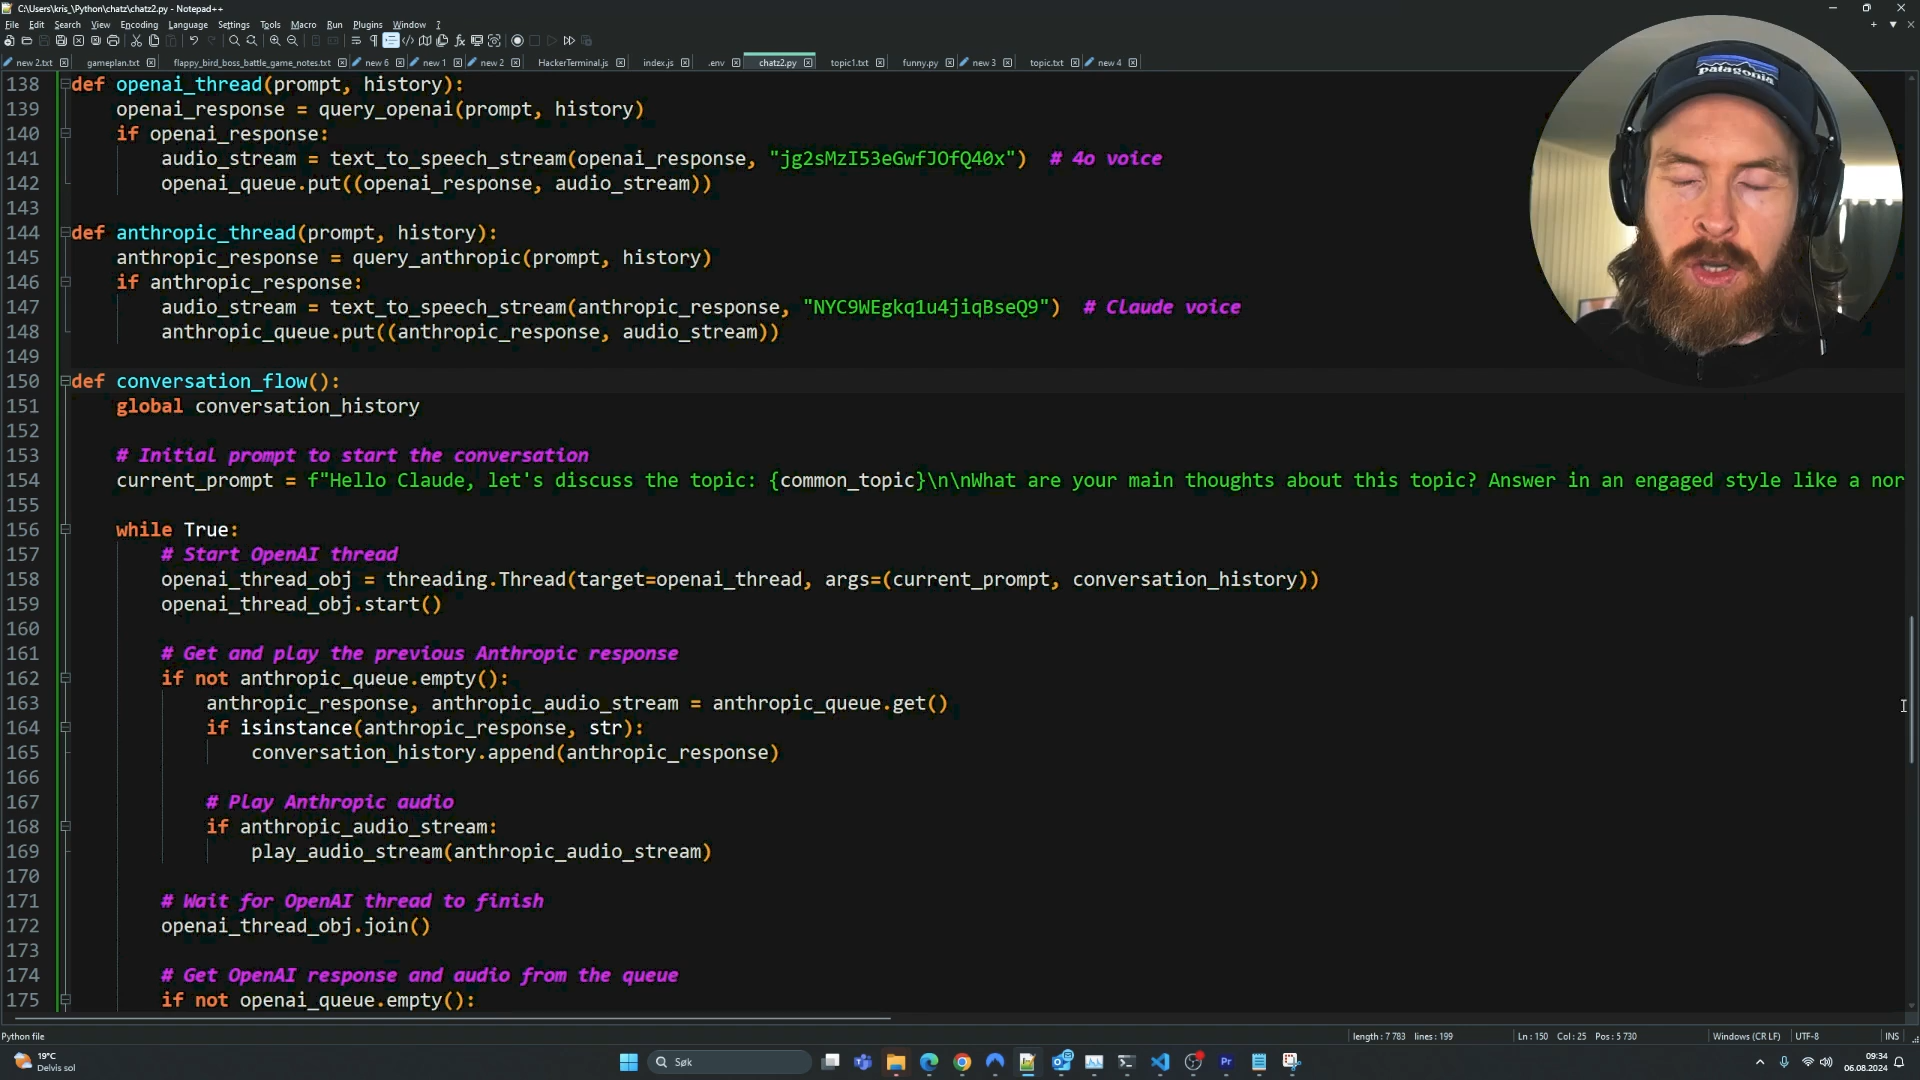 C:\Users\kris_\Python\chatz\chatz2.py - Notepad++
File Edit Search View Encoding Language Settings Tools Macro Run Plugins Window ?
new 2.txt gameplan.txt flappy_bird_boss_battle_game_notes.txt new 6 new 1 new 2 HackerTerminal.js index.js .env chatz2.py topic1.txt funny.py new 3 topic.txt new 4
138 def openai_thread(prompt, history):
139 openai_response = query_openai(prompt, history)
140 if openai_response:
141 audio_stream = text_to_speech_stream(openai_response, "jg2sMzI53eGwfJOfQ40x") # 4o voice
142 openai_queue.put((openai_response, audio_stream))
143
144 def anthropic_thread(prompt, history):
145 anthropic_response = query_anthropic(prompt, history)
146 if anthropic_response:
147 audio_stream = text_to_speech_stream(anthropic_response, "NYC9WEgkq1u4jiqBseQ9") # Claude voice
148 anthropic_queue.put((anthropic_response, audio_stream))
149
150 def conversation_flow():
151 global conversation_history
152
153 # Initial prompt to start the conversation
154 current_prompt = f"Hello Claude, let's discuss the topic: {common_topic}\n\nWhat are your main thoughts about this topic? Answer in an engaged style like a nor
155
156 while True:
157 # Start OpenAI thread
158 openai_thread_obj = threading.Thread(target=openai_thread, args=(current_prompt, conversation_history))
159 openai_thread_obj.start()
160
161 # Get and play the previous Anthropic response
162 if not anthropic_queue.empty():
163 anthropic_response, anthropic_audio_stream = anthropic_queue.get()
164 if isinstance(anthropic_response, str):
165 conversation_history.append(anthropic_response)
166
167 # Play Anthropic audio
168 if anthropic_audio_stream:
169 play_audio_stream(anthropic_audio_stream)
170
171 # Wait for OpenAI thread to finish
172 openai_thread_obj.join()
173
174 # Get OpenAI response and audio from the queue
175 if not openai_queue.empty():
patagonia
Python file length : 7 783 lines : 199 Ln : 150 Col : 25 Pos : 5 730 Windows (CR LF) UTF-8 INS
19°C
Delvis sol
Søk
Pr
09:34
06.08.2024